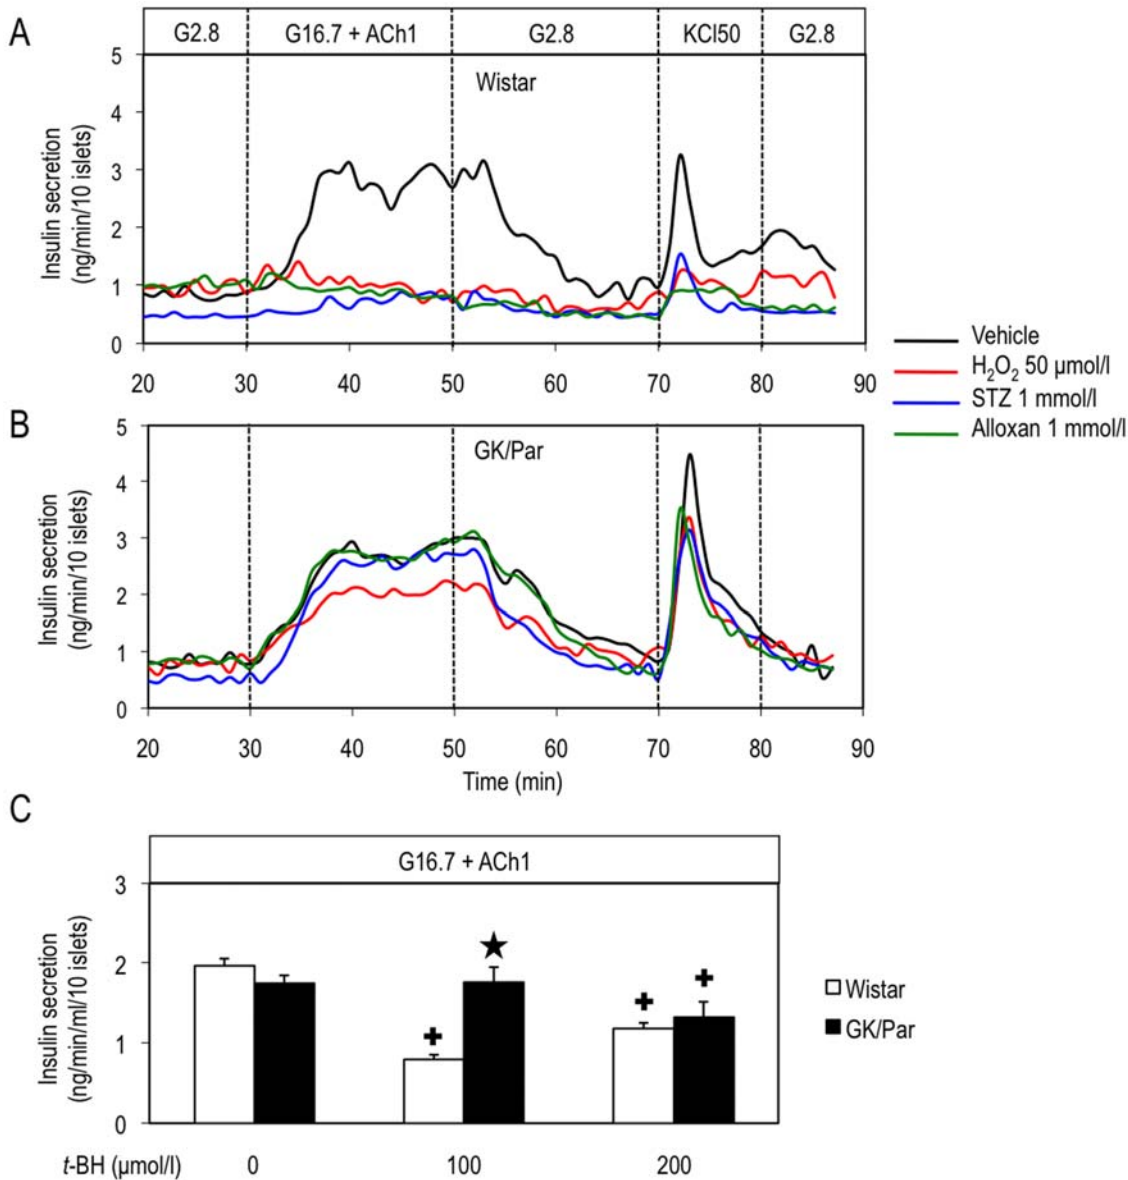 A
G2.8 G16.7 + ACh1 G2.8 KCl50 G2.8
5
4
3
2
1
0
Insulin secretion
(ng/min/10 islets)
Wistar
20 30 40 50 60 70 80 90
Vehicle
H₂O₂ 50 µmol/l
STZ 1 mmol/l
Alloxan 1 mmol/l
B
5
4
3
2
1
0
Insulin secretion
(ng/min/10 islets)
GK/Par
20 30 40 50 60 70 80 90
Time (min)
C
G16.7 + ACh1
3
2
1
0
Insulin secretion
(ng/min/ml/10 islets)
Wistar
GK/Par
t-BH (µmol/l) 0 100 200